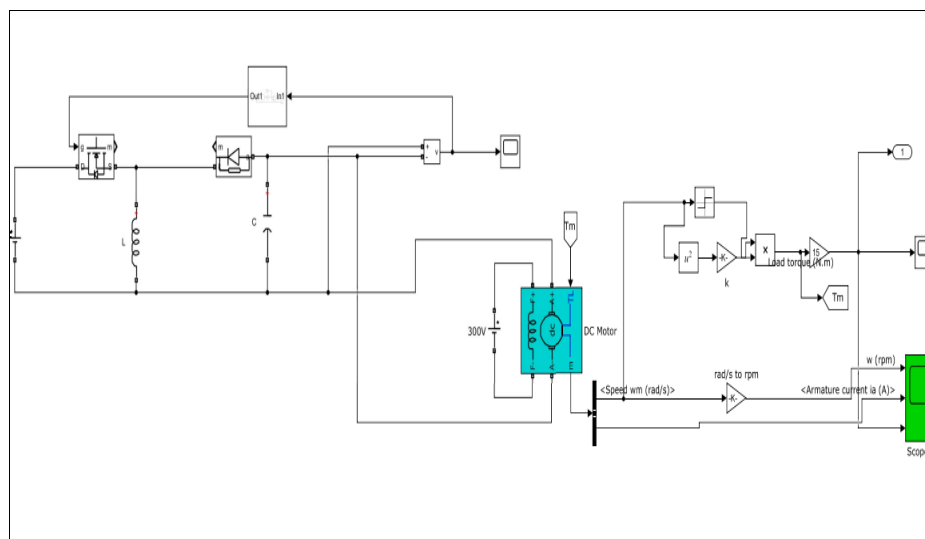 Out1
In1
g
m
D
S
m
a
+
-
v
L
C
Tm
1
u²
-K-
k
x
15
Load torque (N.m)
Tm
300V
F+
A+
TL
dc
F-
A-
m
DC Motor
w (rpm)
rad/s to rpm
<Speed wm (rad/s)>
-K-
<Armature current ia (A)>
Scope